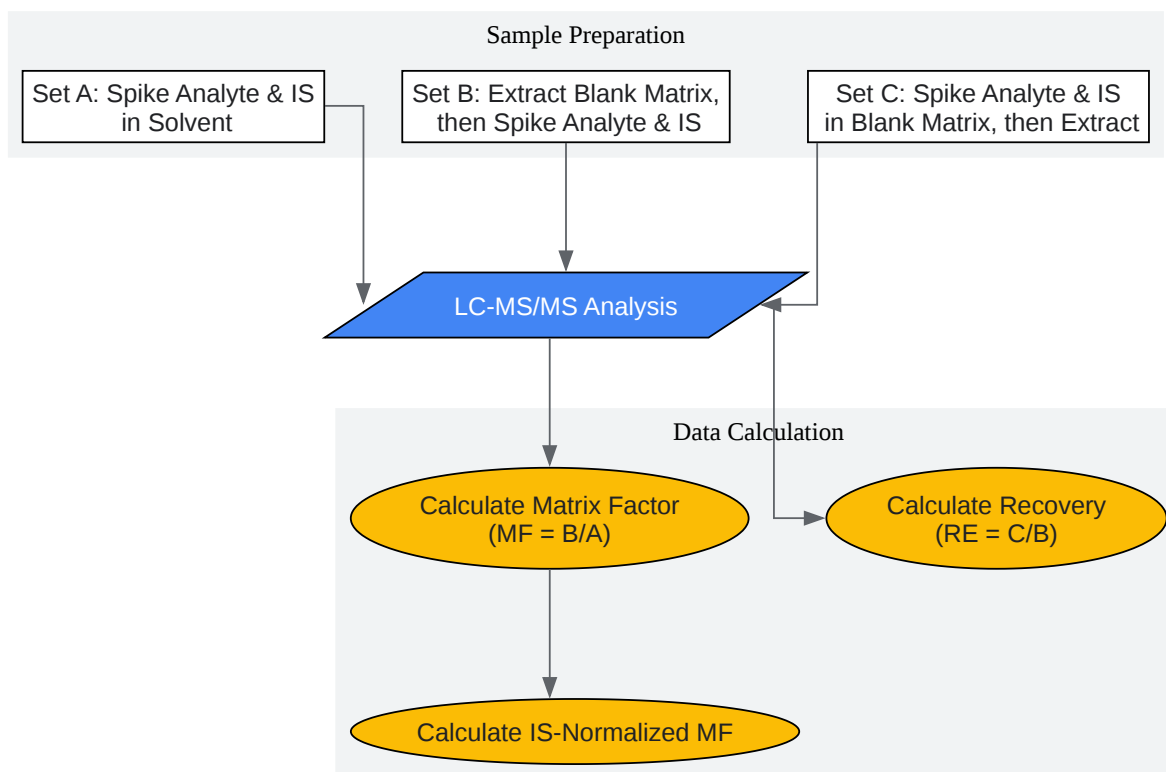 Sample Preparation
Set A: Spike Analyte & IS
in Solvent
Set B: Extract Blank Matrix,
then Spike Analyte & IS
Set C: Spike Analyte & IS
in Blank Matrix, then Extract
LC-MS/MS Analysis
Data Calculation
Calculate Matrix Factor
(MF = B/A)
Calculate Recovery
(RE = C/B)
Calculate IS-Normalized MF